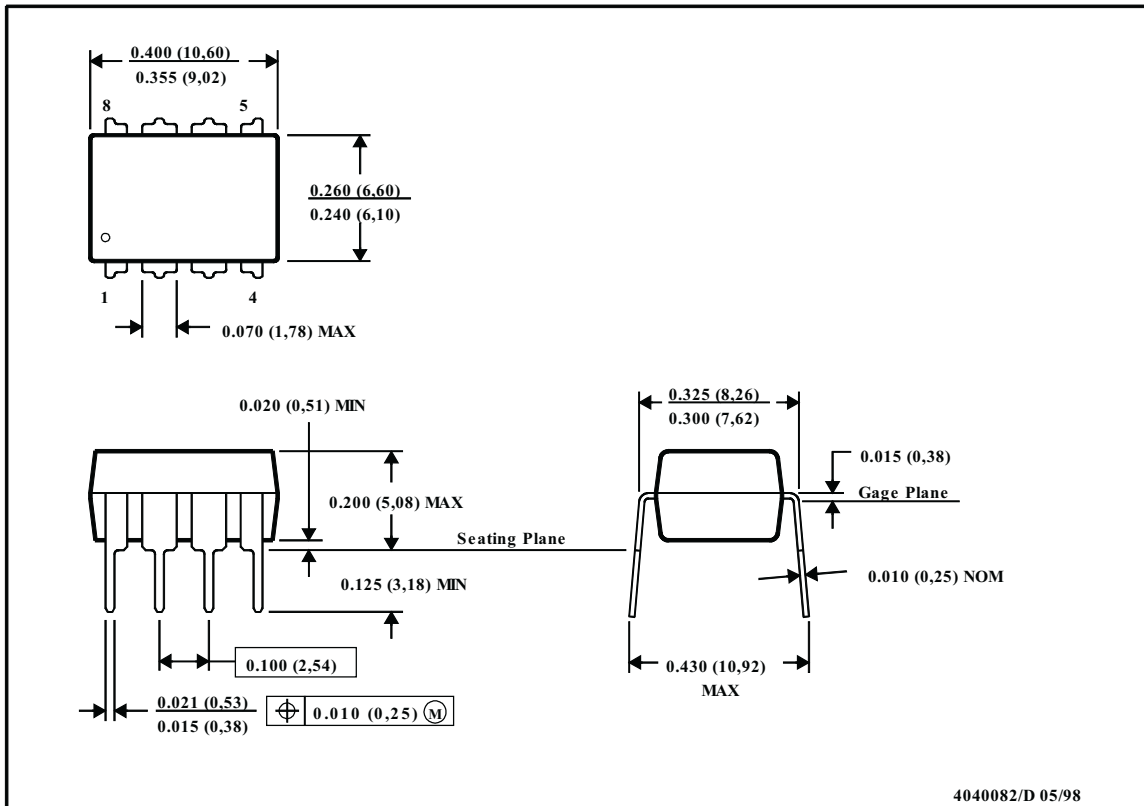 0.400 (10,60)
0.355 (9,02)
8
5
0.260 (6,60)
0.240 (6,10)
1
4
0.070 (1,78) MAX
0.020 (0,51) MIN
0.200 (5,08) MAX
Seating Plane
0.125 (3,18) MIN
0.100 (2,54)
0.021 (0,53)
0.015 (0,38)
0.010 (0,25) M
0.325 (8,26)
0.300 (7,62)
0.015 (0,38)
Gage Plane
0.010 (0,25) NOM
0.430 (10,92)
MAX
4040082/D 05/98